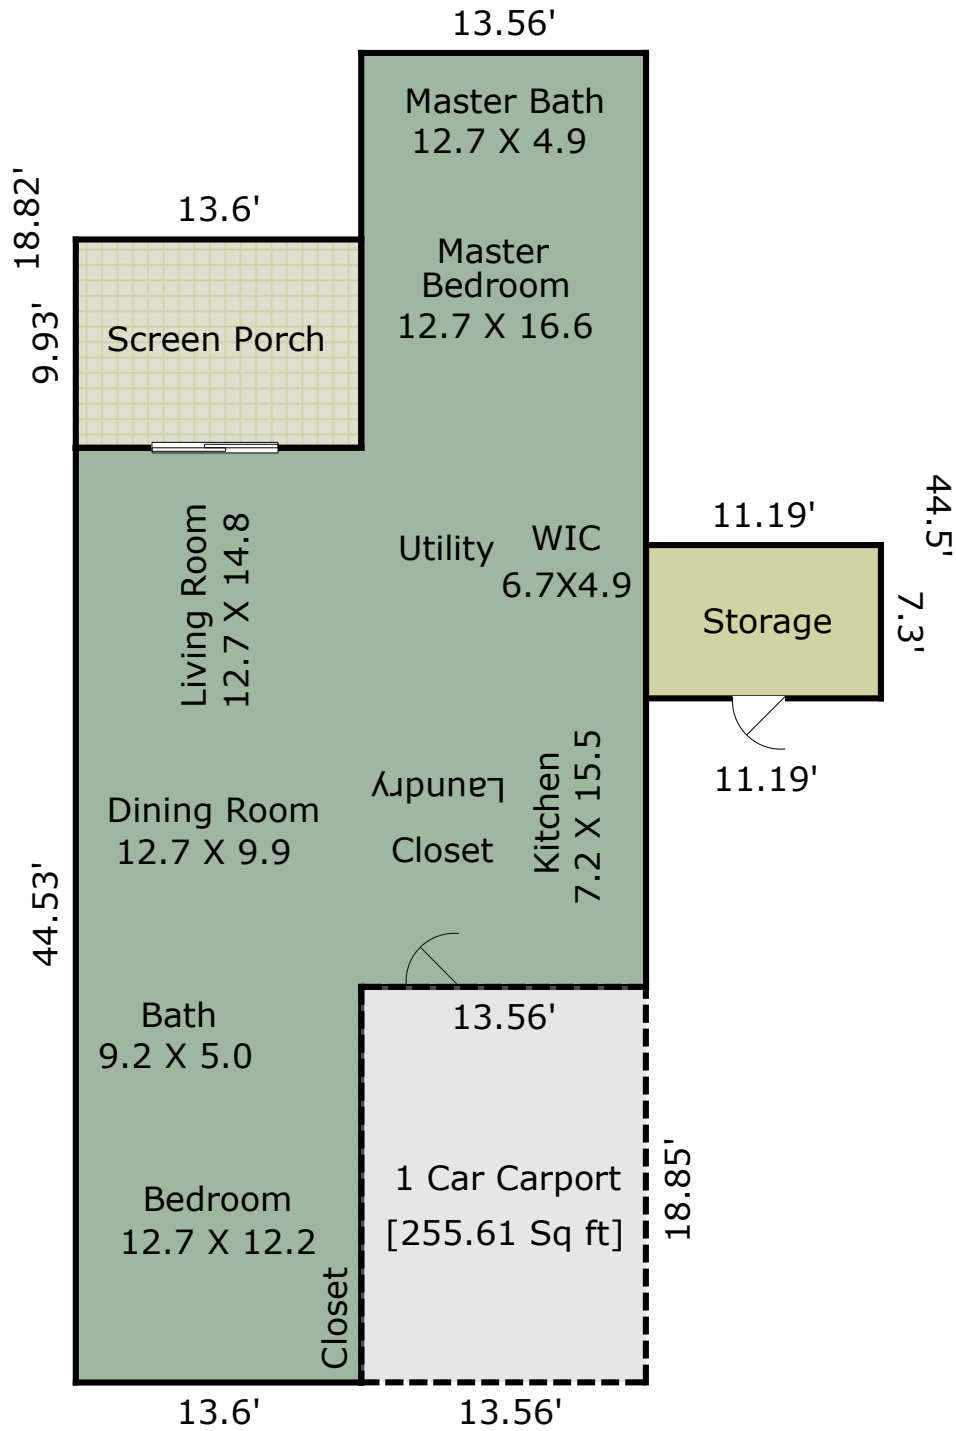 13.56'
Master Bath
12.7 X 4.9
18.82'
13.6'
Master
Bedroom
12.7 X 16.6
9.93'
Screen Porch
44.5'
11.19'
Living Room
12.7 X 14.8
Utility
WIC
6.7X4.9
Storage
7.3'
11.19'
Laundry
Closet
Kitchen
7.2 X 15.5
Dining Room
12.7 X 9.9
44.53'
13.56'
Bath
9.2 X 5.0
1 Car Carport
[255.61 Sq ft]
18.85'
Bedroom
12.7 X 12.2
Closet
13.6'
13.56'